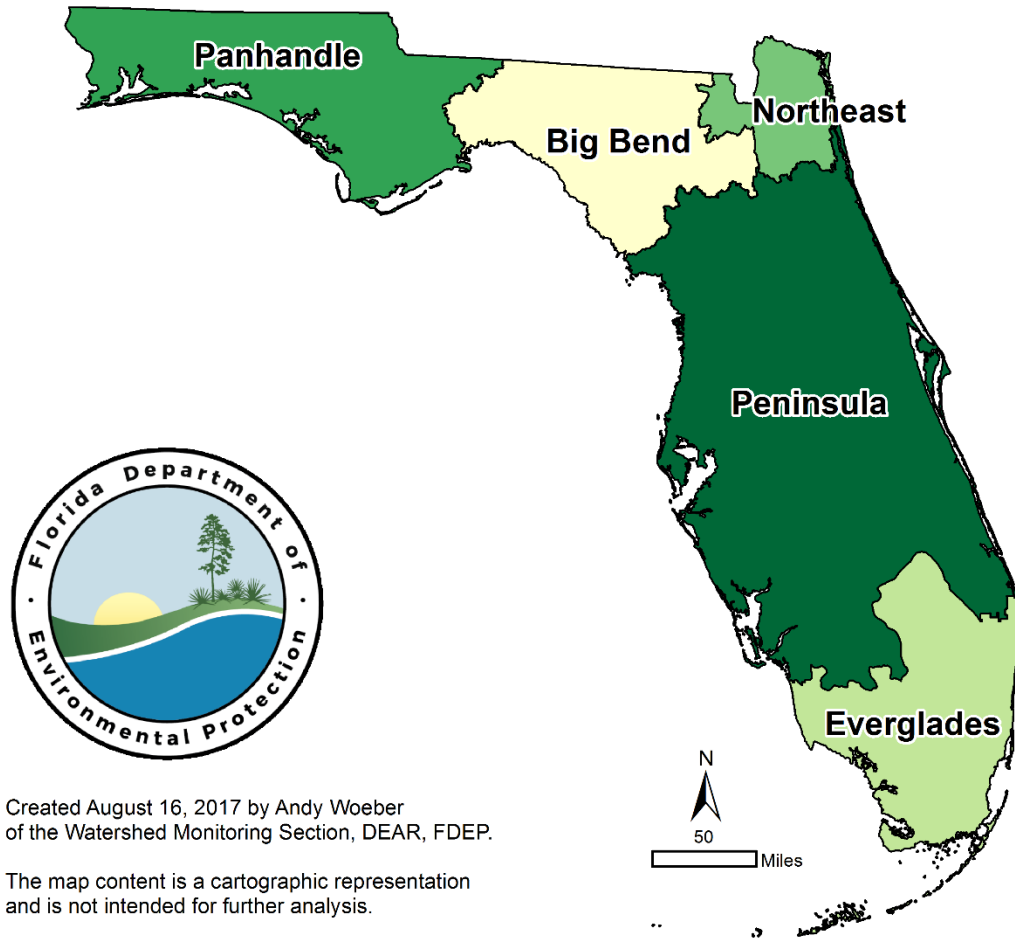 Panhandle
Northeast
Big Bend
Peninsula
Everglades
Florida Department of
Environmental Protection
N
50
Miles
Created August 16, 2017 by Andy Woeber
of the Watershed Monitoring Section, DEAR, FDEP.
The map content is a cartographic representation
and is not intended for further analysis.